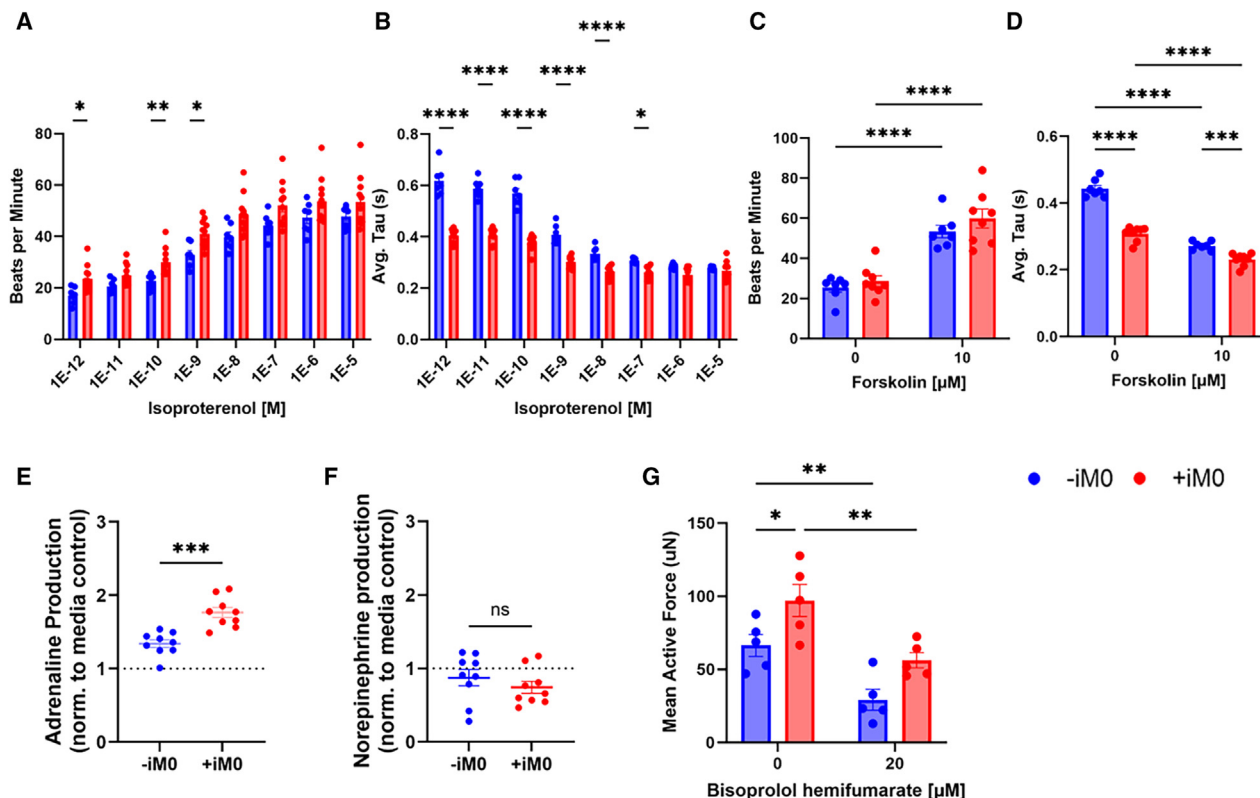 A
B
C
D
****
****
****
****
****
****
****
****
*
**
*
*
****
****
****
***
80
60
40
20
0
Beats per Minute
1E-12
1E-11
1E-10
1E-9
1E-8
1E-7
1E-6
1E-5
Isoproterenol [M]
0.8
0.6
0.4
0.2
0.0
Avg. Tau (s)
1E-12
1E-11
1E-10
1E-9
1E-8
1E-7
1E-6
1E-5
Isoproterenol [M]
100
80
60
40
20
0
Beats per Minute
0
10
Forskolin [µM]
0.6
0.4
0.2
0.0
Avg. Tau (s)
0
10
Forskolin [µM]
E
F
G
-iM0
+iM0
***
3
2
1
0
Adrenaline Production
(norm. to media control)
-iM0
+iM0
ns
3
2
1
0
Norepinephrine production
(norm. to media control)
-iM0
+iM0
**
*
**
150
100
50
0
Mean Active Force (uN)
0
20
Bisoprolol hemifumarate [µM]